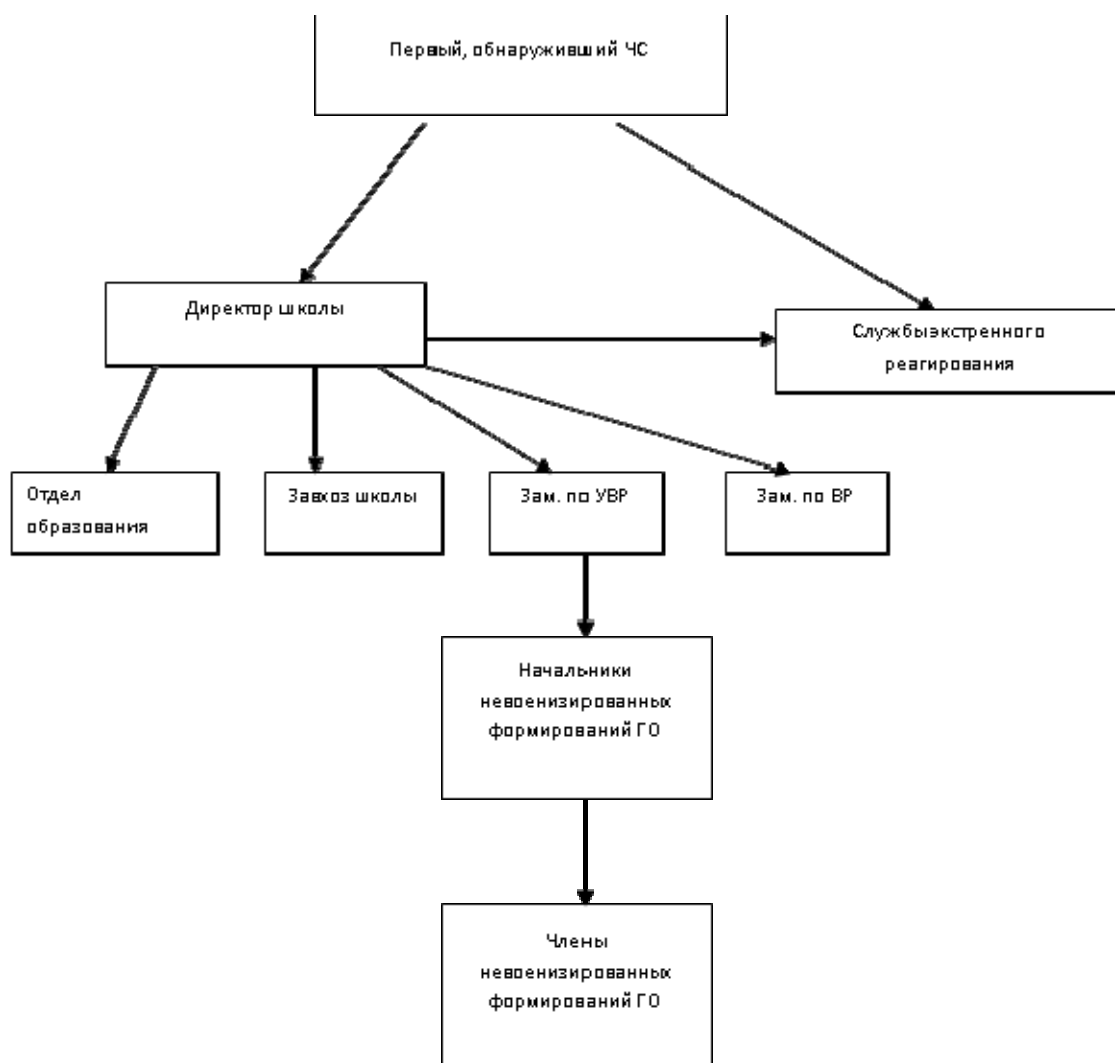 Первый, обнаруживший ЧС
Директор школы
Службыэкстренного
реагирования
Отдел
образования
Завхоз школы
Зам. по УВР
Зам. по ВР
Начальники
невоенизированных
формирований ГО
Члены
невоенизированных
формирований ГО